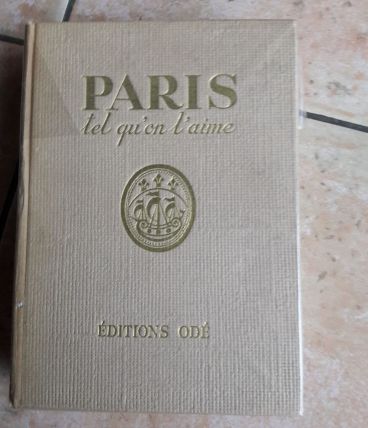 PARIS
tel qu'on l'aime
ÉDITIONS ODÉ